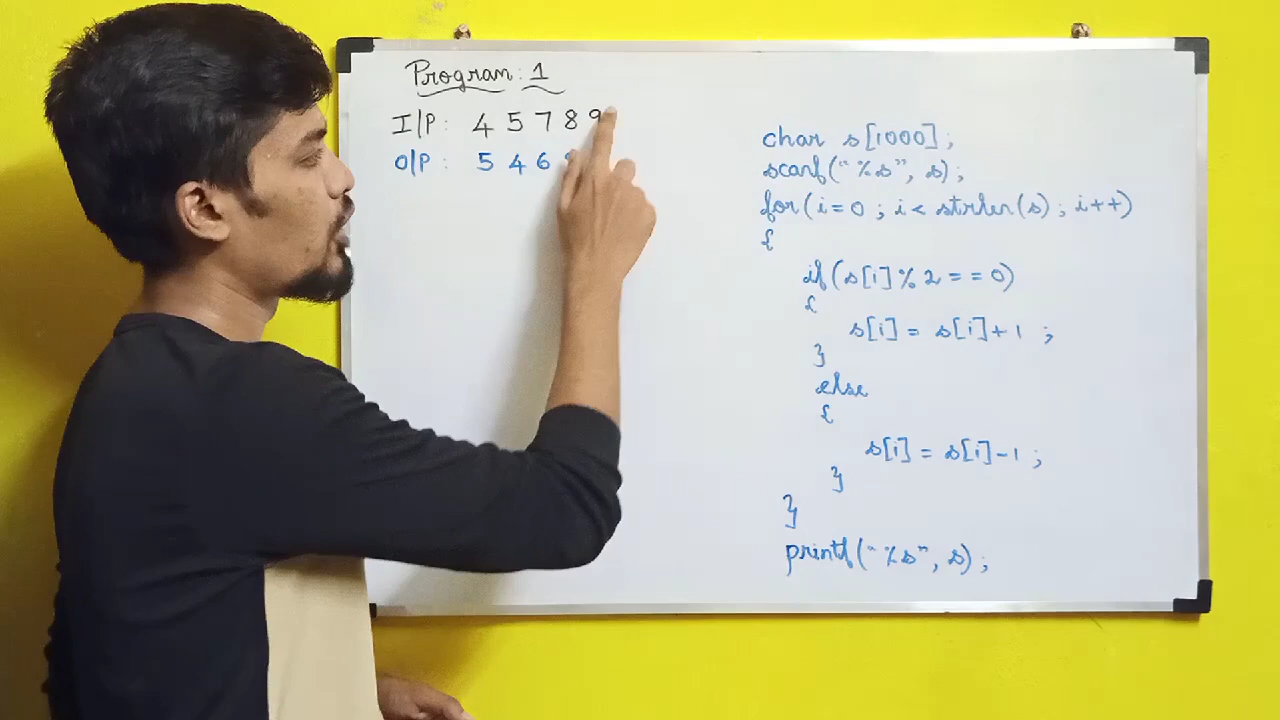 Program: 1
I/P: 4 5 7 8 9
O/P: 5 4 6
char s[1000];
scanf("%s", s);
for(i=0; i< strlen(s); i++)
{
if(s[i] % 2 == 0)
{
s[i] = s[i]+1 ;
}
else
{
s[i] = s[i]-1 ;
}
}
printf("%s", s);